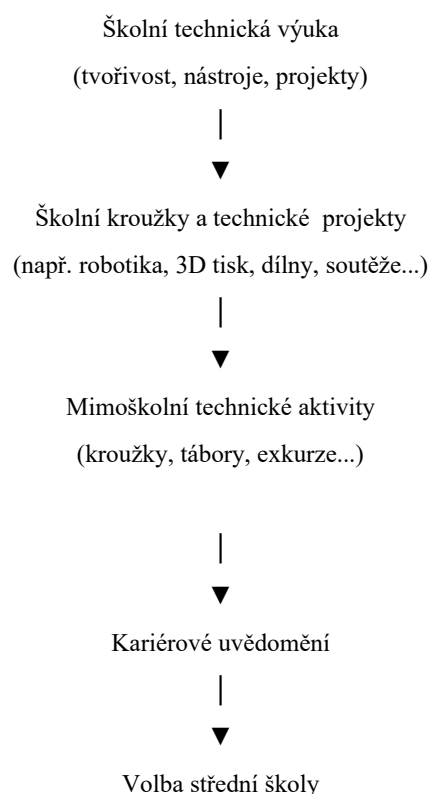 Školní technická výuka
(tvořivost, nástroje, projekty)
Školní kroužky a technické projekty
(např. robotika, 3D tisk, dílny, soutěže...)
Mimoškolní technické aktivity
(kroužky, tábory, exkurze...)
Kariérové uvědomění
Volba střední školy